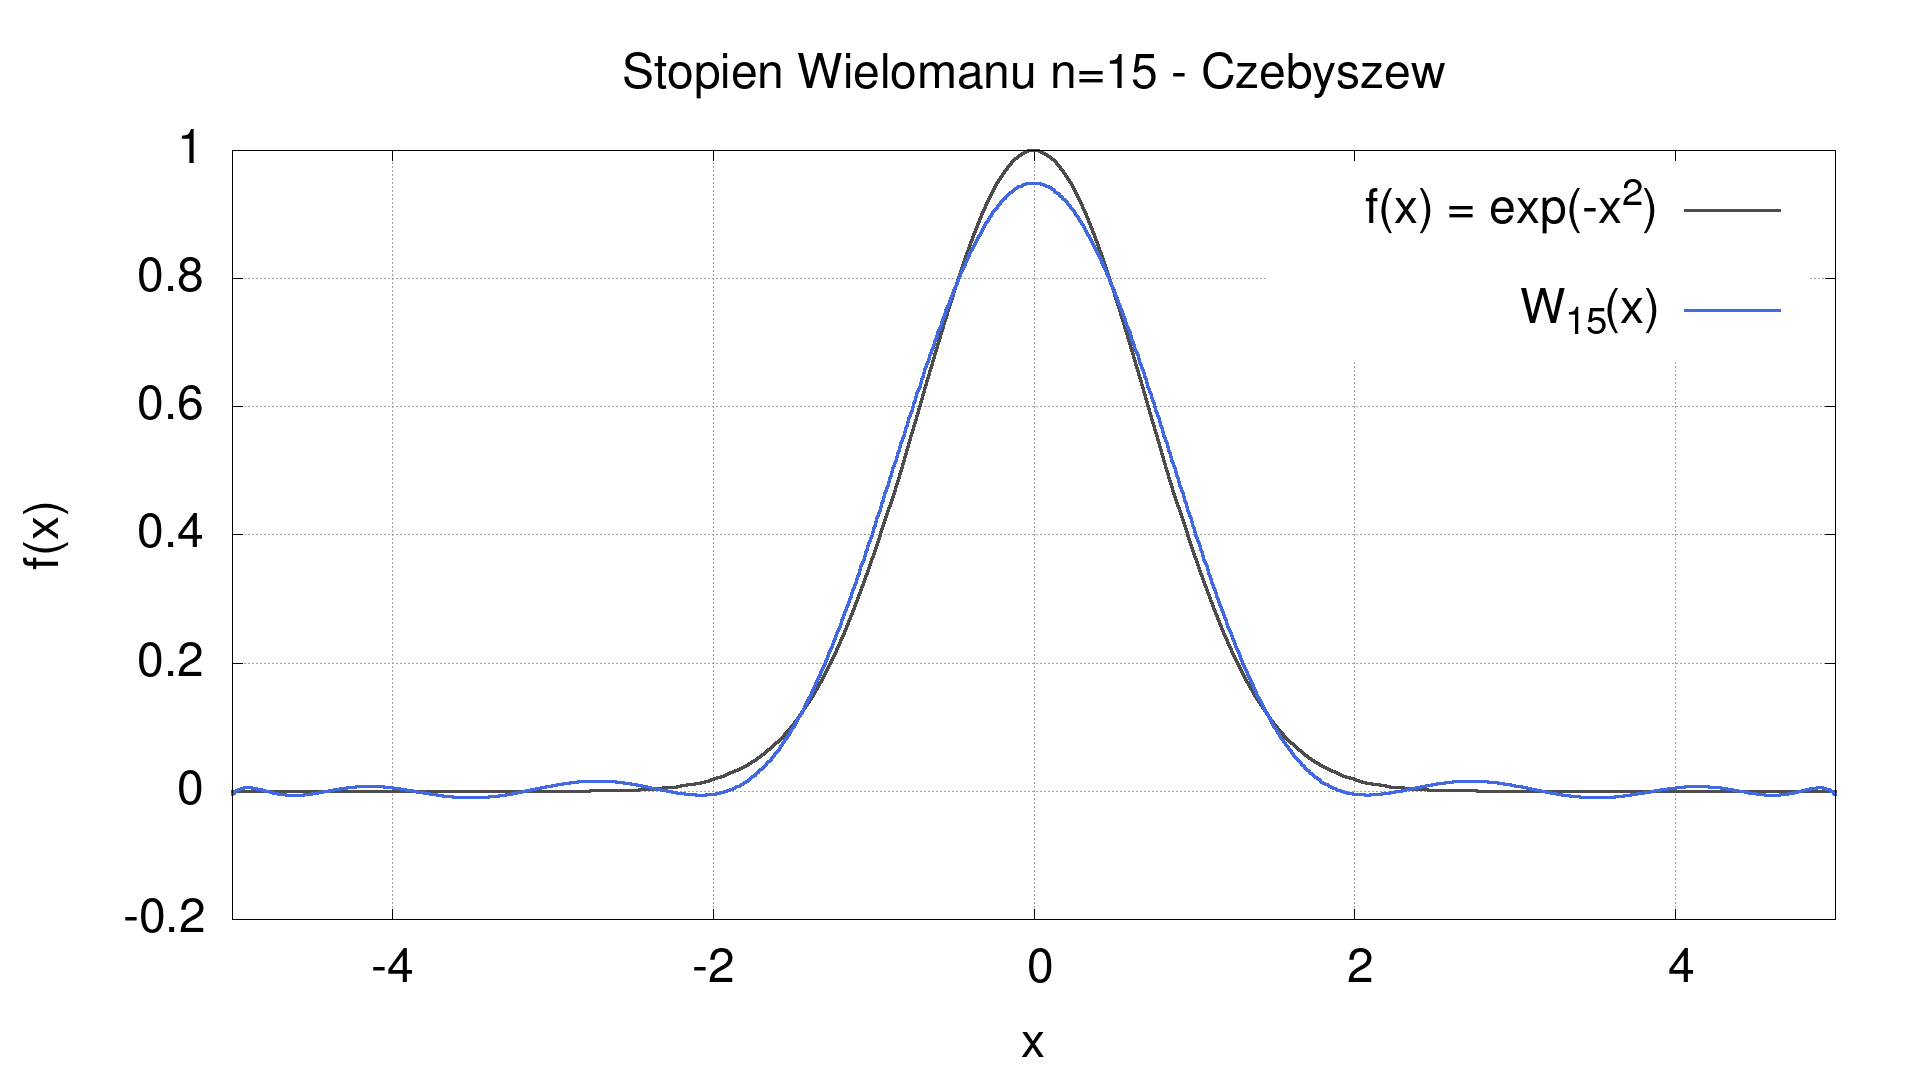 Stopien Wielomanu n=15 - Czebyszew
1
f(x) = exp(-x²)
0.8
W₁₅(x)
0.6
f(x)
0.4
0.2
0
-0.2
-4 -2 0 2 4
x